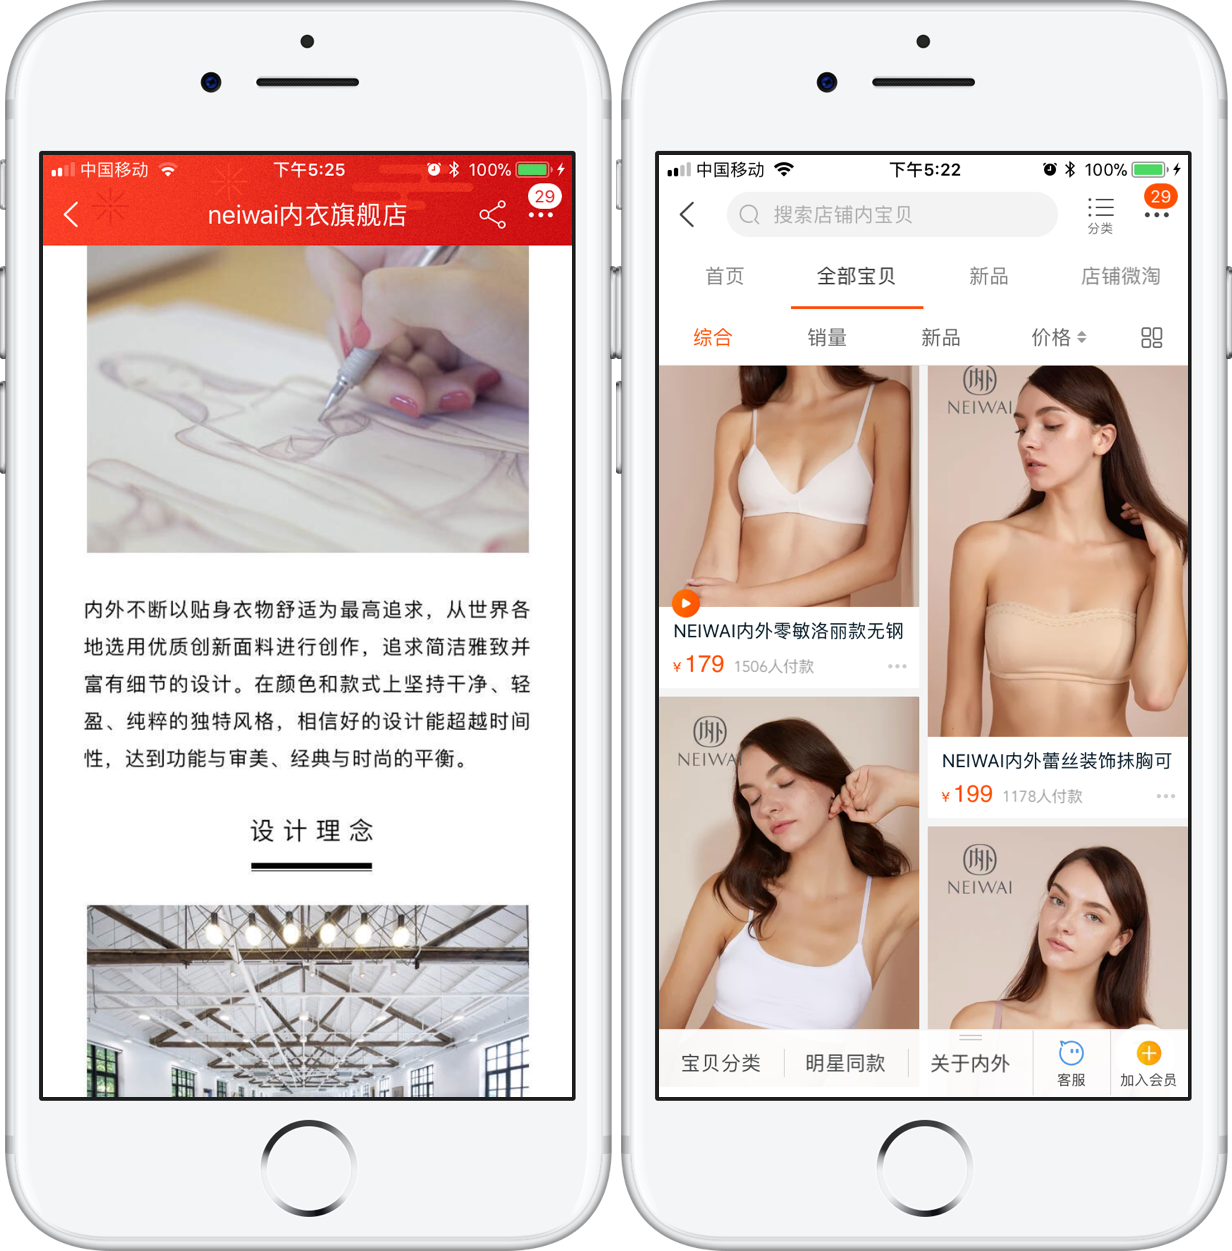 中国移动 下午5:25 100%
neiwai内衣旗舰店 29
内外不断以贴身衣物舒适为最高追求，从世界各
地选用优质创新面料进行创作，追求简洁雅致并
富有细节的设计。在颜色和款式上坚持干净、轻
盈、纯粹的独特风格，相信好的设计能超越时间
性，达到功能与审美、经典与时尚的平衡。
设计理念
中国移动 下午5:22 100%
搜索店铺内宝贝 分类 29
首页 全部宝贝 新品 店铺微淘
综合 销量 新品 价格
NEIWAI内外零敏洛丽款无钢
¥179 1506人付款
内外
NEIWAI
NEIWAI内外蕾丝装饰抹胸可
¥199 1178人付款
内外
NEIWAI
内外
NEIWAI
宝贝分类 明星同款 关于内外 客服 加入会员